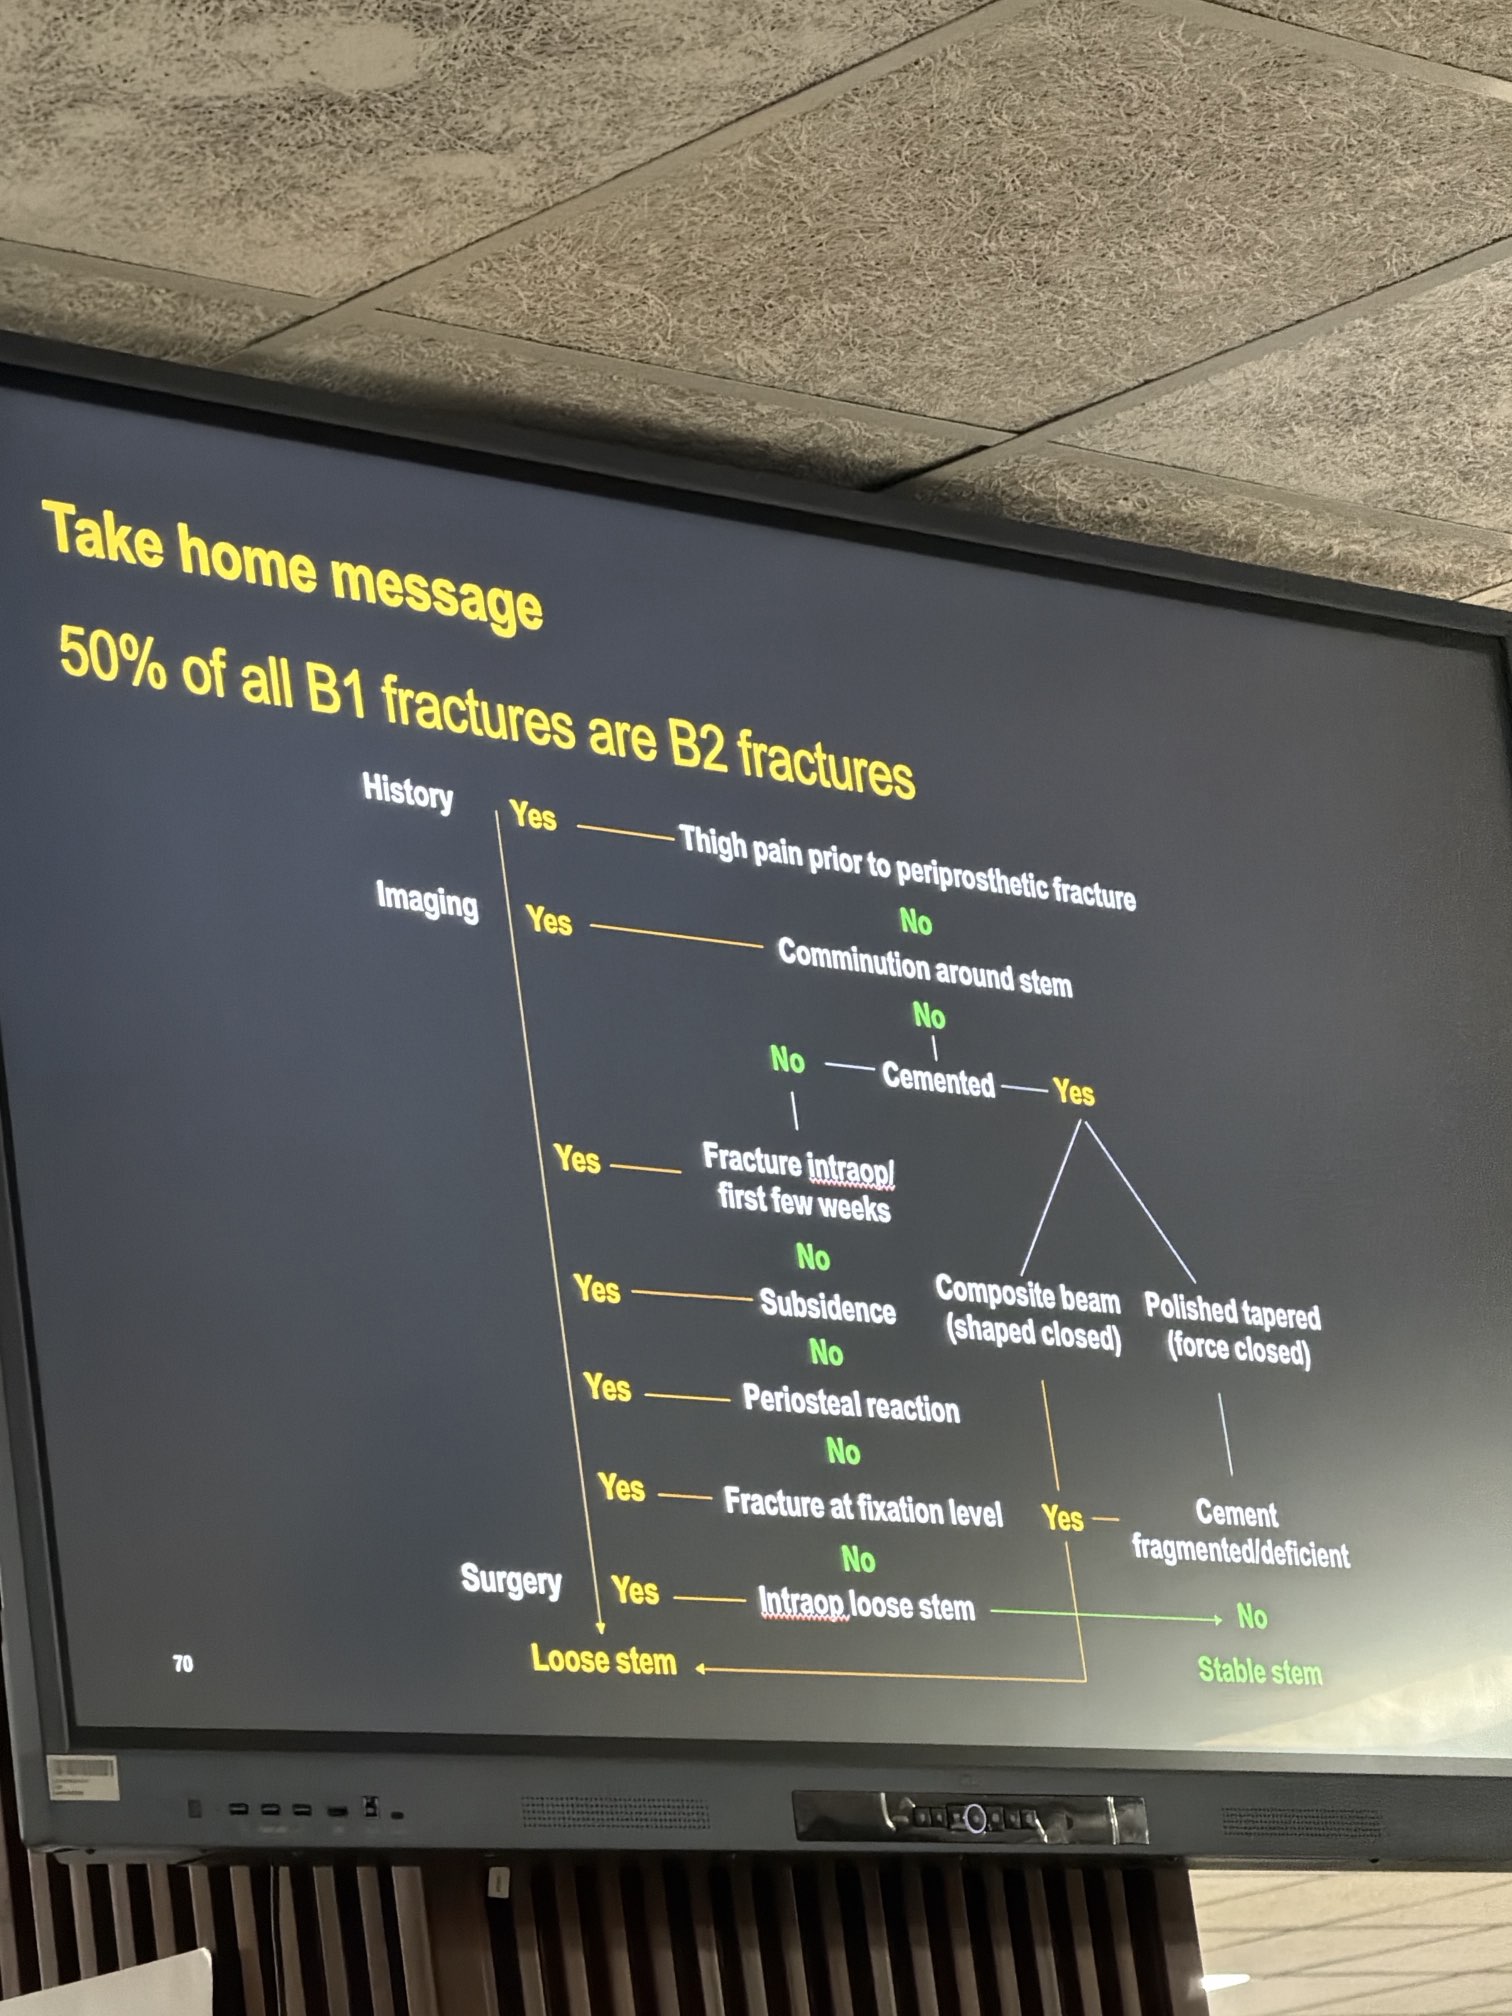 Take home message
50% of all B1 fractures are B2 fractures
History
Yes
Thigh pain prior to periprosthetic fracture
No
Imaging
Yes
Comminution around stem
No
No
Cemented
Yes
Yes
Fracture intraop/
first few weeks
No
Composite beam
(shaped closed)
Polished tapered
(force closed)
Yes
Subsidence
No
Yes
Periosteal reaction
No
Yes
Fracture at fixation level
Yes
Cement
fragmented/deficient
No
Surgery
Yes
Intraop loose stem
No
Loose stem
Stable stem
70